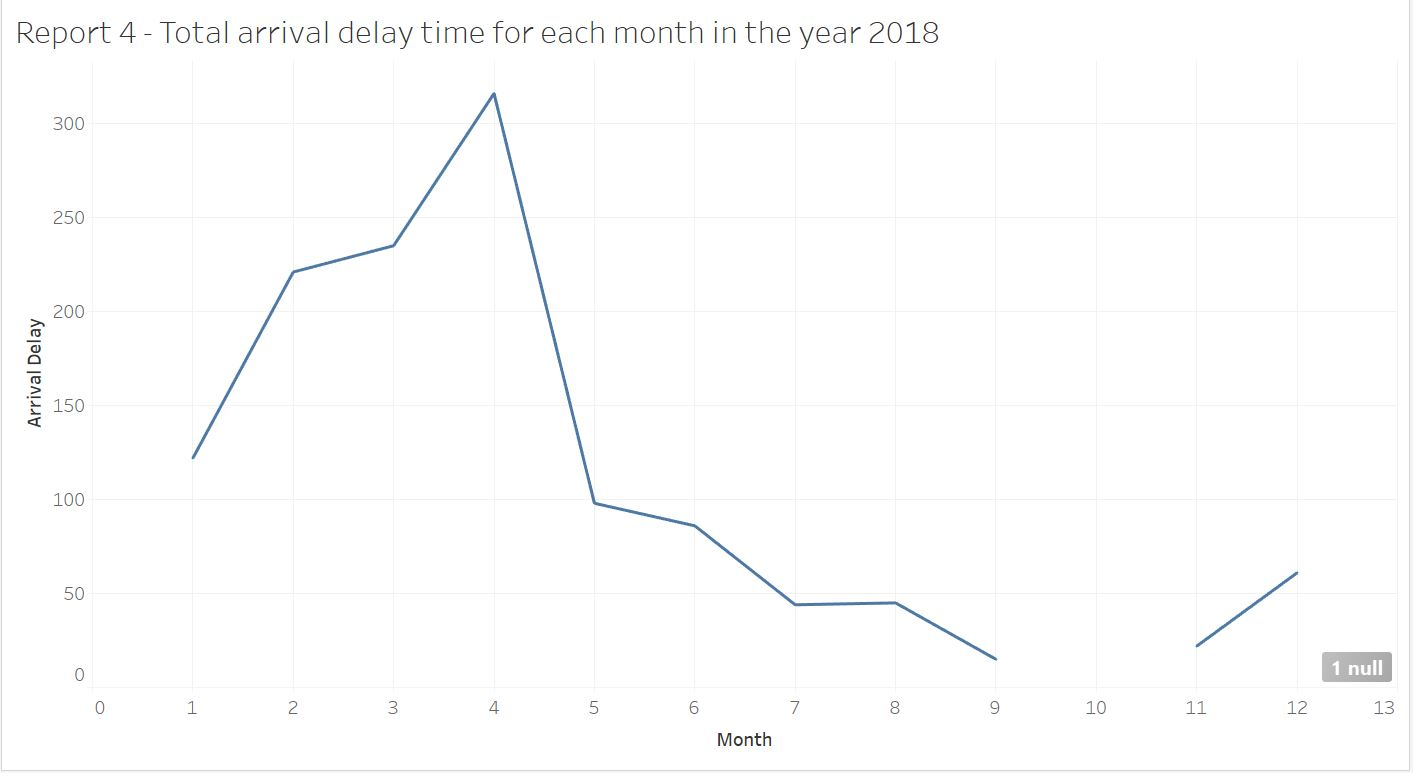 Report 4 - Total arrival delay time for each month in the year 2018
300
250
200
150
100
50
0
Arrival Delay
1 null
0 1 2 3 4 5 6 7 8 9 10 11 12 13
Month